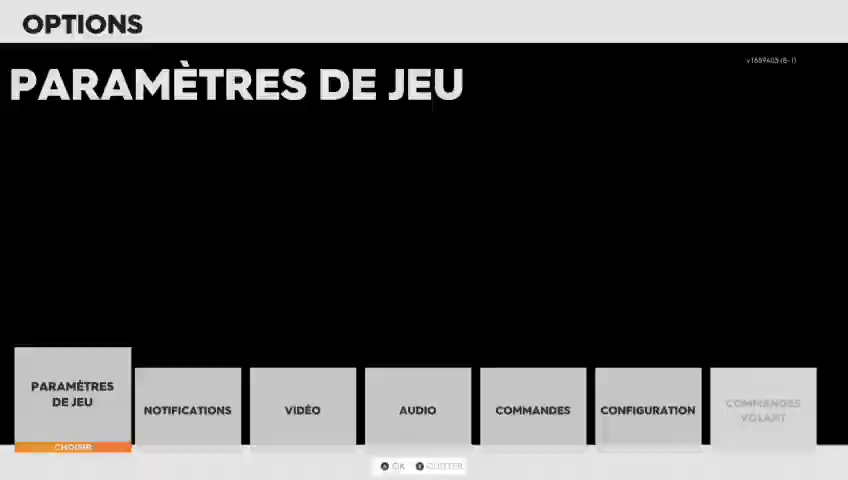 OPTIONS
PARAMÈTRES DE JEU
PARAMÈTRES
DE JEU
CHOISIR
NOTIFICATIONS
VIDÉO
AUDIO
COMMANDES
CONFIGURATION
COMMANDES
VOLANT
OK
QUITTER